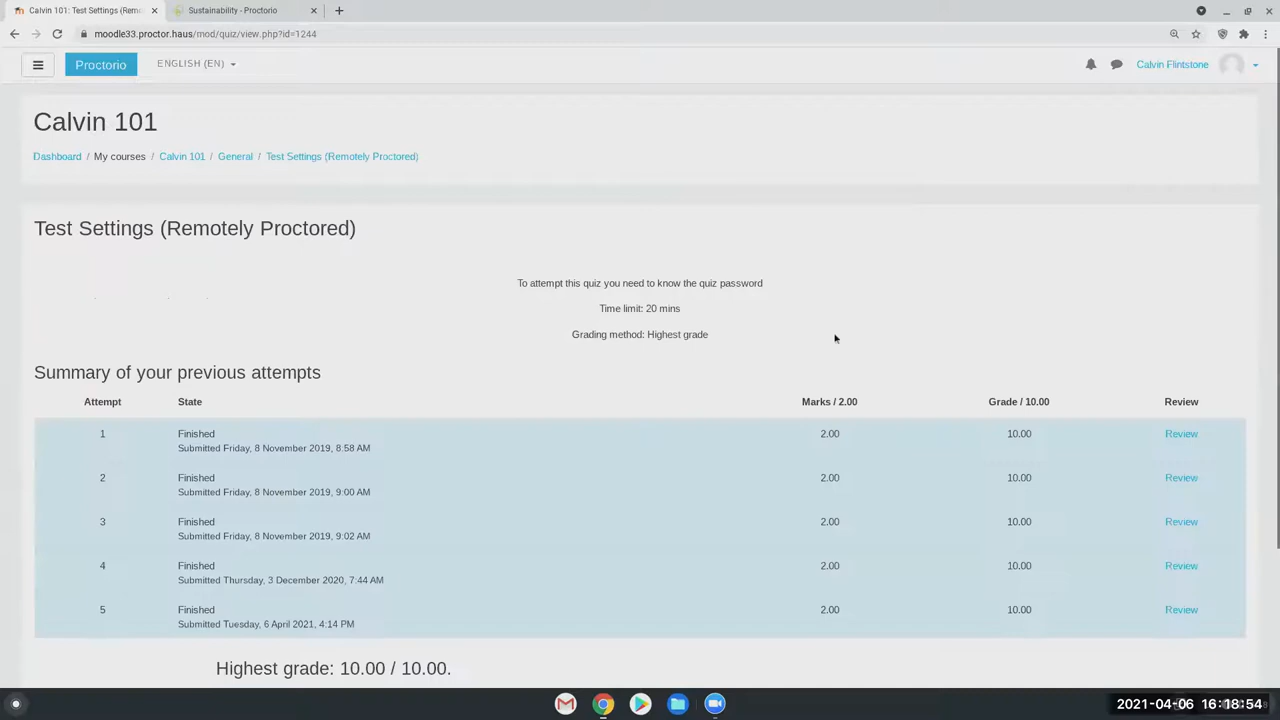 Calvin 101: Test Settings (Remo
Sustainability - Proctorio
moodle33.proctor.haus/mod/quiz/view.php?id=1244
Proctorio
ENGLISH (EN)
Calvin Flintstone
Calvin 101
Dashboard / My courses / Calvin 101 / General / Test Settings (Remotely Proctored)
Test Settings (Remotely Proctored)
To attempt this quiz you need to know the quiz password
Time limit: 20 mins
Grading method: Highest grade
Summary of your previous attempts
Attempt State Marks / 2.00 Grade / 10.00 Review
1 Finished 2.00 10.00 Review
Submitted Friday, 8 November 2019, 8:58 AM
2 Finished 2.00 10.00 Review
Submitted Friday, 8 November 2019, 9:00 AM
3 Finished 2.00 10.00 Review
Submitted Friday, 8 November 2019, 9:02 AM
4 Finished 2.00 10.00 Review
Submitted Thursday, 3 December 2020, 7:44 AM
5 Finished 2.00 10.00 Review
Submitted Tuesday, 6 April 2021, 4:14 PM
Highest grade: 10.00 / 10.00.
2021-04-06 16:18:54